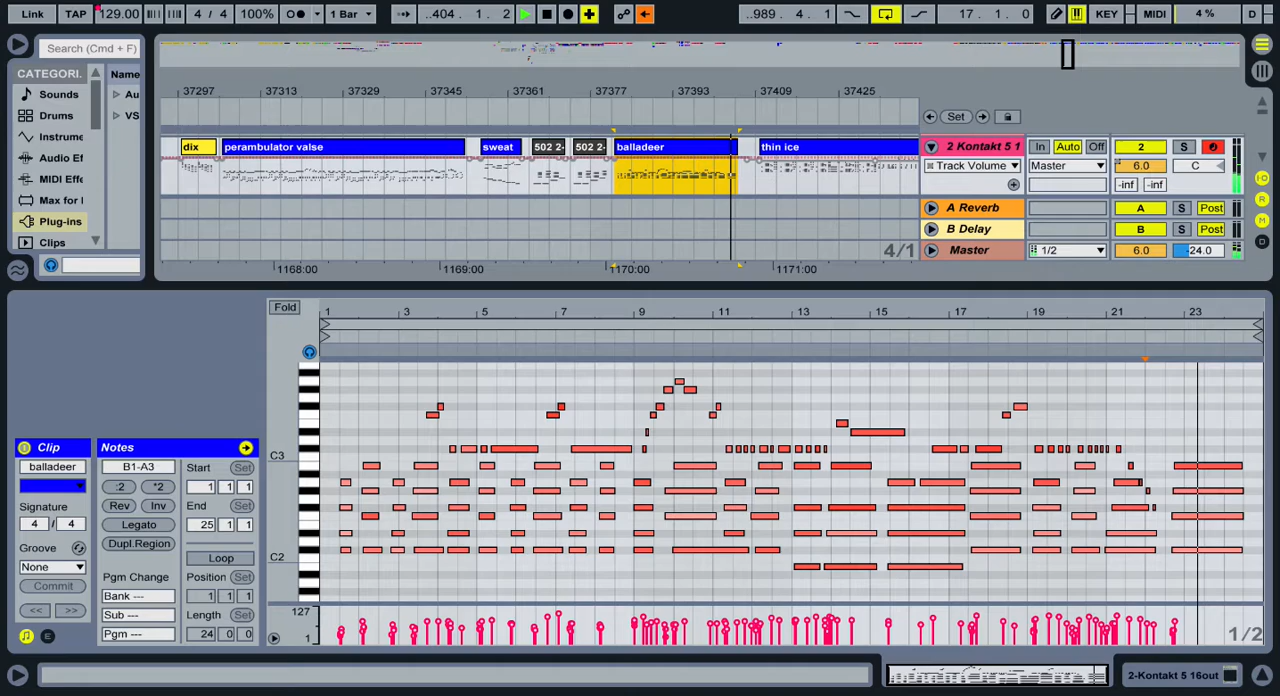 Link TAP 129.00 4 / 4 100% 1 Bar ..404. 1. 2 ..989. 4. 1 17. 1. 0 KEY MIDI 4 % D
Search (Cmd + F)
CATEGORI. Name
Sounds Au
Drums VS
Instrume
Audio Ef
MIDI Effe
Max for l
Plug-ins
Clips
37297 37313 37329 37345 37361 37377 37393 37409 37425
Set
dix perambulator valse sweat 502 2- 502 2- balladeer thin ice
2 Kontakt 5 1 In Auto Off 2 S
Track Volume Master 6.0 C
-inf -inf
A Reverb A S Post
B Delay B S Post
4/1 Master 1/2 6.0 -24.0
1168:00 1169:00 1170:00 1171:00
Fold 1 3 5 7 9 11 13 15 17 19 21 23
Clip Notes
balladeer B1-A3 Start Set
:2 *2 1 1 1
Signature Rev Inv End Set
4 / 4 Legato 25 1 1
Groove Dupl.Region Loop
None Pgm Change Position Set
Commit Bank --- 1 1 1
<< >> Sub --- Length Set
E Pgm --- 24 0 0
C3
C2
127
1
1/2
2-Kontakt 5 16out